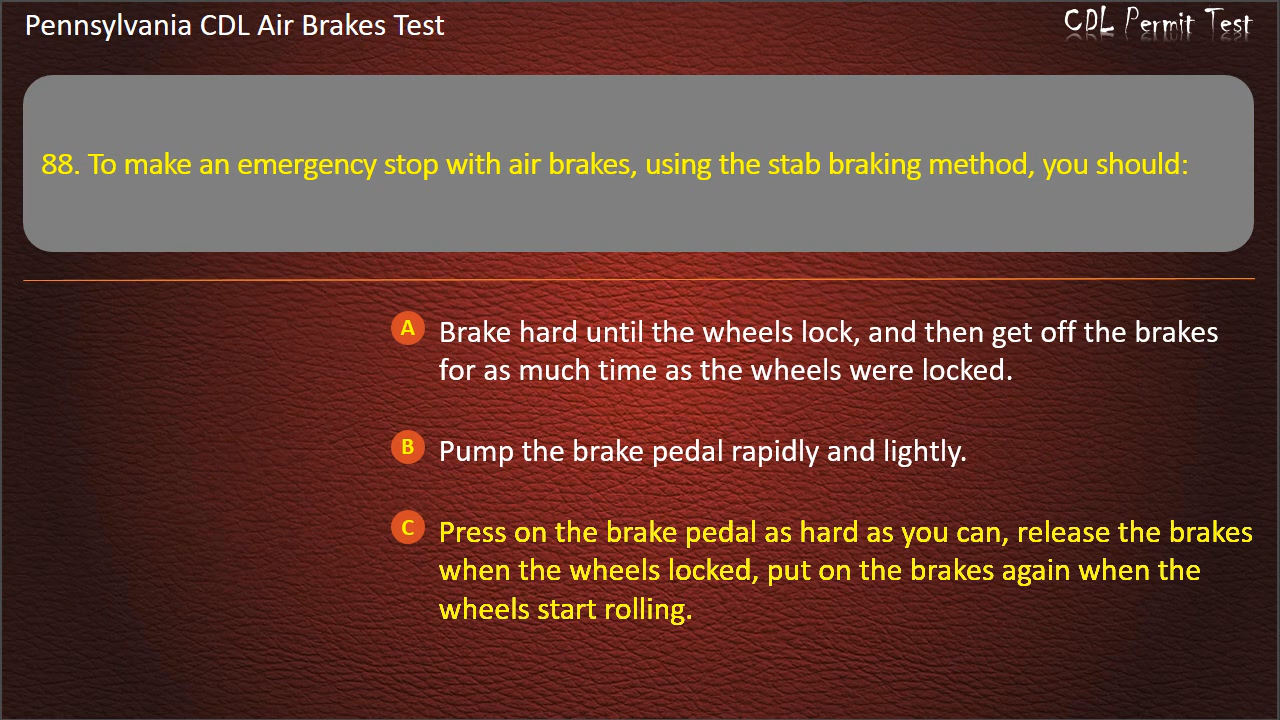 Pennsylvania CDL Air Brakes Test
CDL Permit Test
88. To make an emergency stop with air brakes, using the stab braking method, you should:
A Brake hard until the wheels lock, and then get off the brakes
for as much time as the wheels were locked.
B Pump the brake pedal rapidly and lightly.
C Press on the brake pedal as hard as you can, release the brakes
when the wheels locked, put on the brakes again when the
wheels start rolling.